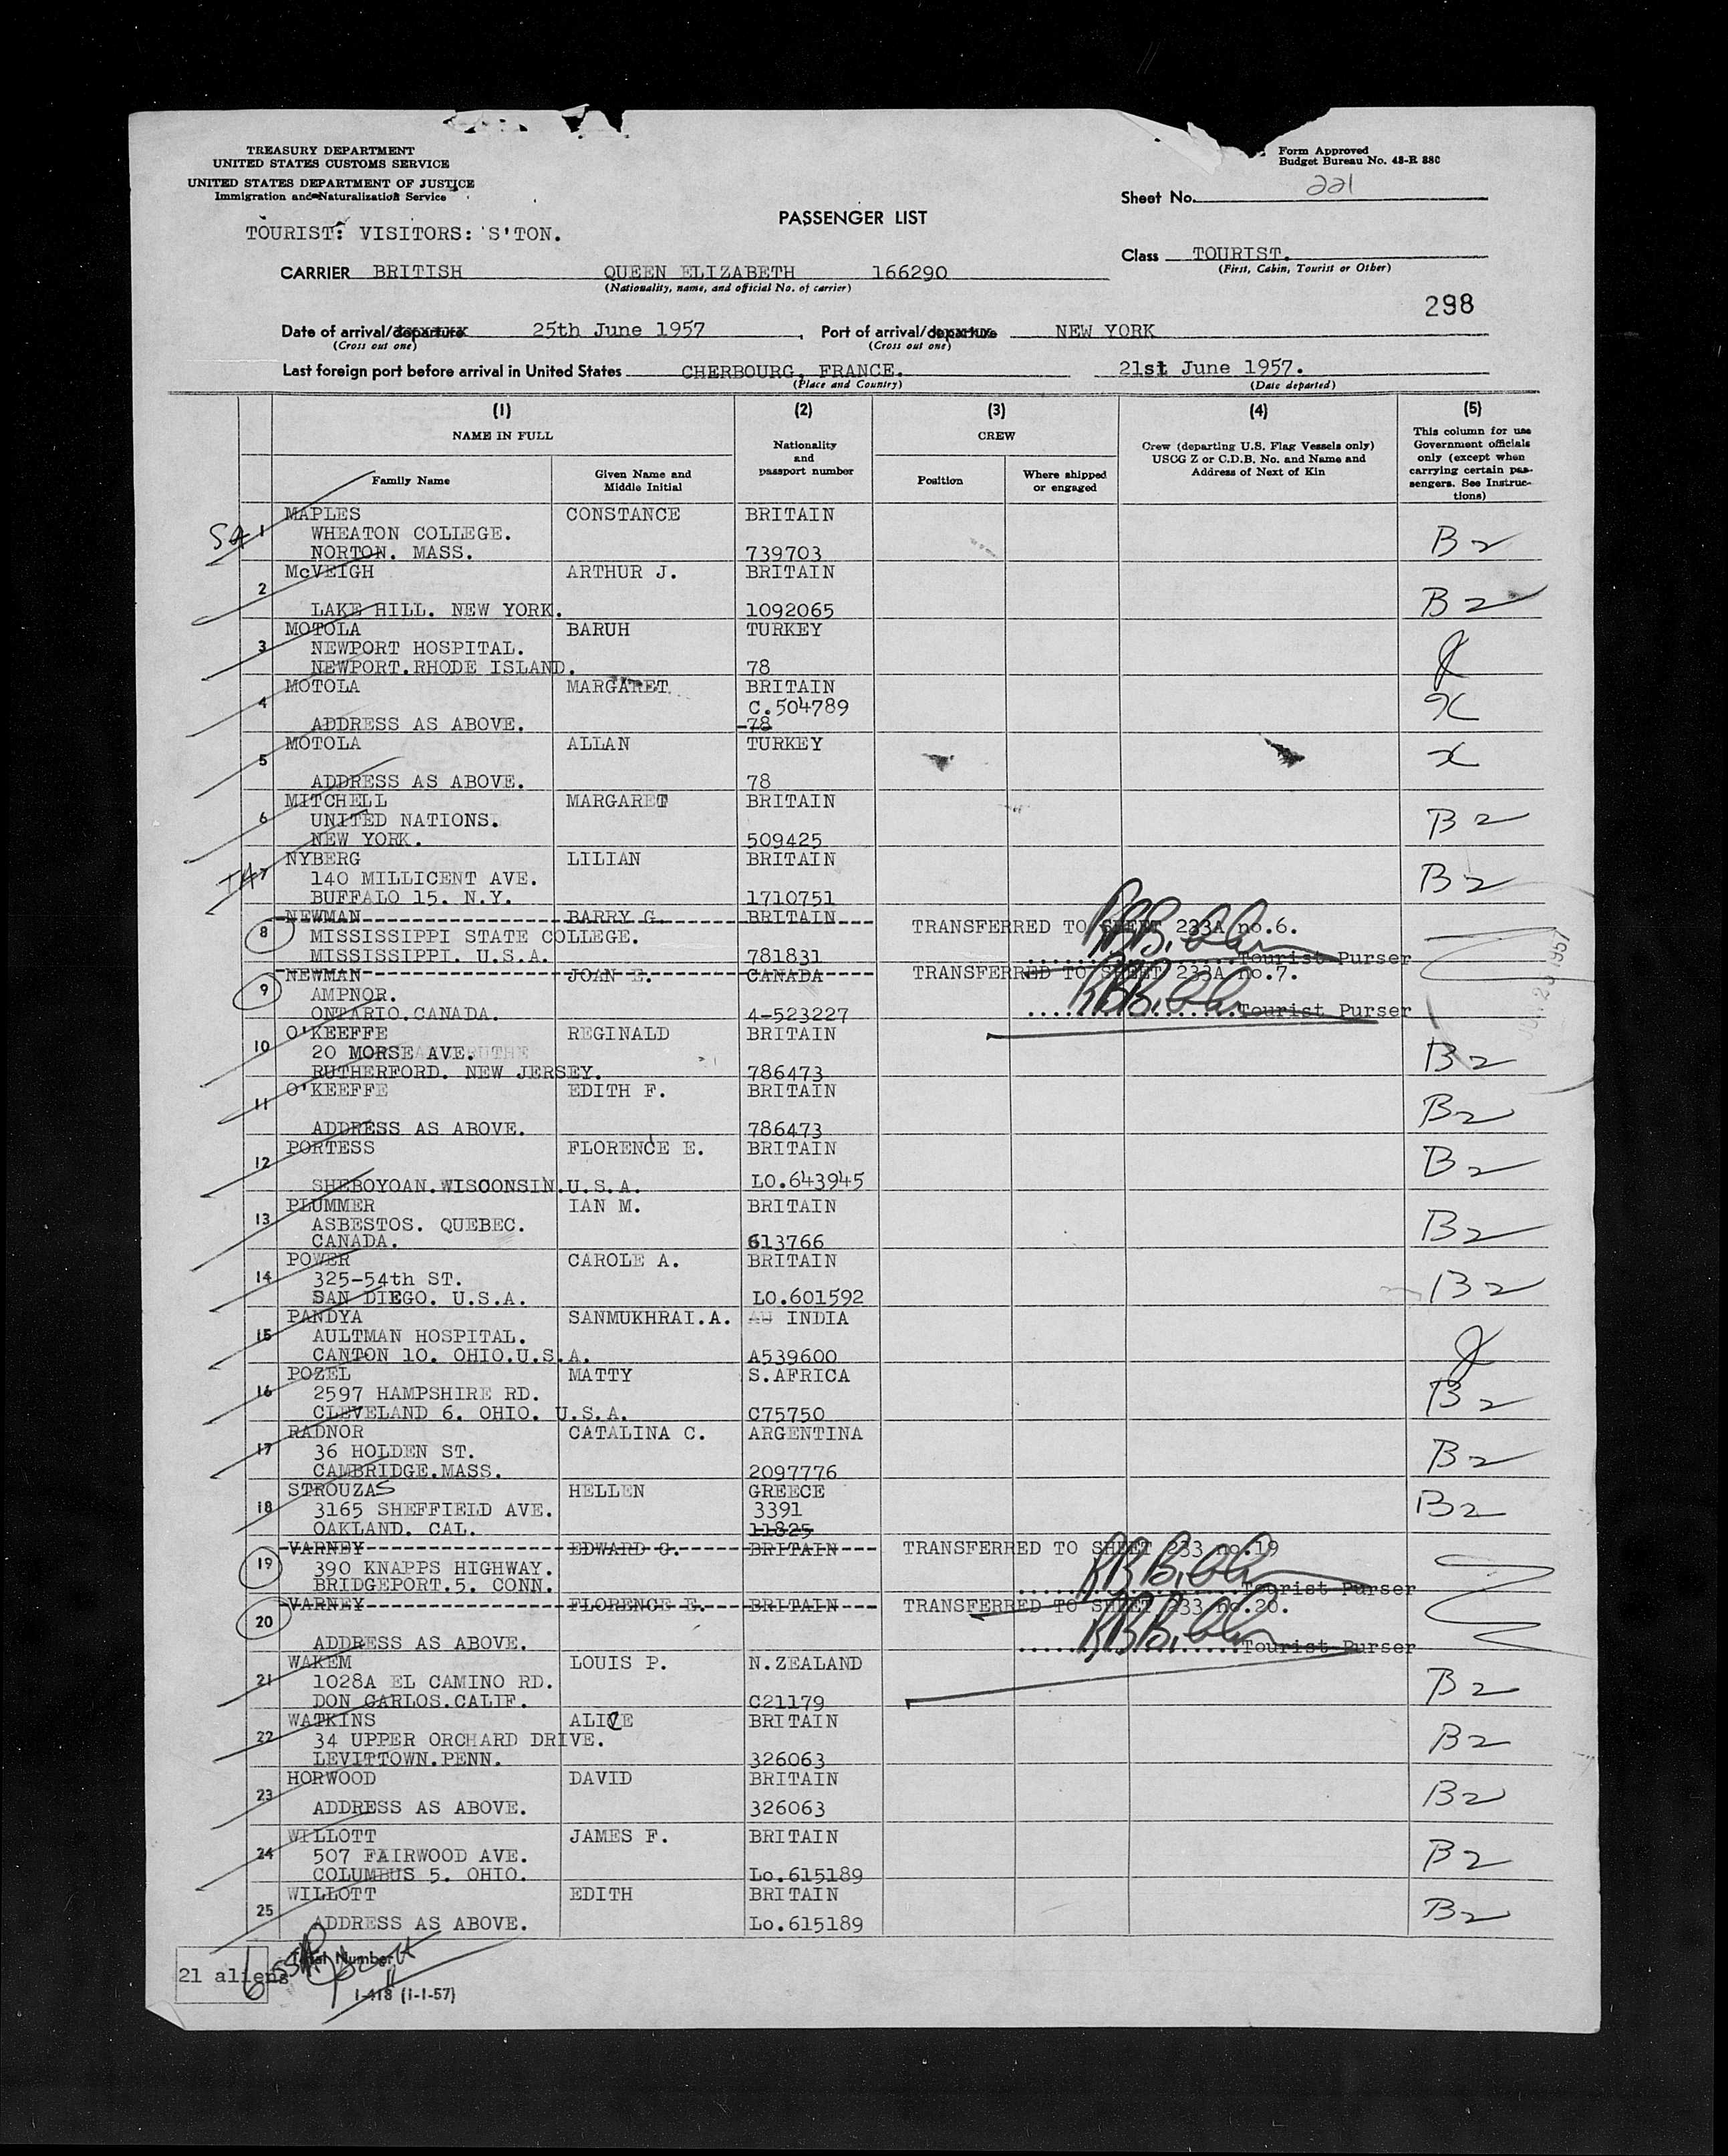 TREASURY DEPARTMENT
UNITED STATES CUSTOMS SERVICE
UNITED STATES DEPARTMENT OF JUSTICE
Immigration and Naturalization Service
Form Approved
Budget Bureau No. 43-R 380
Sheet No. 221
PASSENGER LIST
TOURIST: VISITORS: S'TON.
Class TOURIST.
(First, Cabin, Tourist or Other)
CARRIER BRITISH QUEEN ELIZABETH 166290
(Nationality, name, and official No. of carrier)
298
Date of arrival/departure 25th June 1957 Port of arrival/departure NEW YORK
(Cross out one) (Cross out one)
Last foreign port before arrival in United States CHERBOURG, FRANCE. 21st June 1957.
(Place and Country) (Date departed)
(1) (2) (3) (4) (5)
NAME IN FULL
Family Name
Given Name and Middle Initial
Nationality and passport number
CREW
Position
Where shipped or engaged
Crew (departing U.S. Flag Vessels only) USCG Z or C.D.B. No. and Name and Address of Next of Kin
This column for use Government officials only (except when carrying certain passengers. See Instructions)
1 MAPLES CONSTANCE BRITAIN
WHEATON COLLEGE. B2
NORTON. MASS. 739703
2 McVEIGH ARTHUR J. BRITAIN
LAKE HILL. NEW YORK. 1092065 B2
3 MOTOLA BARUH TURKEY
NEWPORT HOSPITAL.
NEWPORT.RHODE ISLAND. 78
4 MOTOLA MARGARET BRITAIN
C.504789
ADDRESS AS ABOVE. -78
5 MOTOLA ALLAN TURKEY
x
ADDRESS AS ABOVE. 78
6 MITCHELL MARGARET BRITAIN
UNITED NATIONS. B2
NEW YORK. 509425
NYBERG LILIAN BRITAIN
140 MILLICENT AVE. B2
BUFFALO 15. N.Y. 1710751
8 NEWMAN BARRY G. BRITAIN TRANSFERRED TO SHEET 233A no.6.
MISSISSIPPI STATE COLLEGE.
MISSISSIPPI. U.S.A. 781831 Tourist Purser
9 NEWMAN JOAN E. CANADA TRANSFERRED TO SHEET 233A no.7.
AMPNOR.
ONTARIO.CANADA. 4-523227 Tourist Purser
10 O'KEEFFE REGINALD BRITAIN
20 MORSE AVE. B2
RUTHERFORD. NEW JERSEY. 786473
11 O'KEEFFE EDITH F. BRITAIN
B2
ADDRESS AS ABOVE. 786473
12 PORTESS FLORENCE E. BRITAIN
B2
SHEBOYOAN.WISCONSIN.U.S.A. LO.643945
13 PLUMMER IAN M. BRITAIN
ASBESTOS. QUEBEC. B2
CANADA. 613766
14 POWER CAROLE A. BRITAIN
325-54th ST. B2
SAN DIEGO. U.S.A. LO.601592
15 PANDYA SANMUKHRAI.A. INDIA
AULTMAN HOSPITAL.
CANTON 10. OHIO.U.S.A. A539600
16 POZEL MATTY S.AFRICA
2597 HAMPSHIRE RD. B2
CLEVELAND 6. OHIO. U.S.A. C75750
17 RADNOR CATALINA C. ARGENTINA
36 HOLDEN ST. B2
CAMBRIDGE.MASS. 2097776
18 STROUZAS HELLEN GREECE
3165 SHEFFIELD AVE. 3391 B2
OAKLAND. CAL. 11825
19 VARNEY EDWARD G. BRITAIN TRANSFERRED TO SHEET 233 no.19
390 KNAPPS HIGHWAY.
BRIDGEPORT.5. CONN. Tourist Purser
20 VARNEY FLORENCE E. BRITAIN TRANSFERRED TO SHEET 233 no.20.
ADDRESS AS ABOVE. Tourist Purser
21 WAKEM LOUIS P. N.ZEALAND
1028A EL CAMINO RD. B2
DON CARLOS.CALIF. C21179
22 WATKINS ALICE BRITAIN
34 UPPER ORCHARD DRIVE. B2
LEVITTOWN.PENN. 326063
23 HORWOOD DAVID BRITAIN
B2
ADDRESS AS ABOVE. 326063
24 WILLOTT JAMES F. BRITAIN
507 FAIRWOOD AVE. B2
COLUMBUS 5. OHIO. Lo.615189
25 WILLOTT EDITH BRITAIN
B2
ADDRESS AS ABOVE. Lo.615189
Total Number
21 aliens
I-418 (1-1-57)